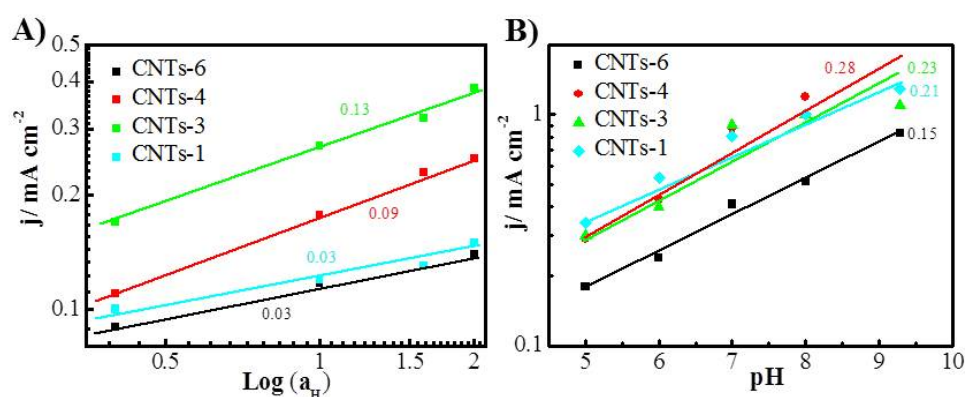 A)
0.5
0.4
0.3
0.2
0.1
j/ mA cm-2
CNTs-6
CNTs-4
CNTs-3
CNTs-1
0.13
0.09
0.03
0.03
0.5
1
1.5
2
Log (aH)
B)
1
0.1
j/ mA cm-2
CNTs-6
CNTs-4
CNTs-3
CNTs-1
0.28
0.23
0.21
0.15
5
6
7
8
9
10
pH